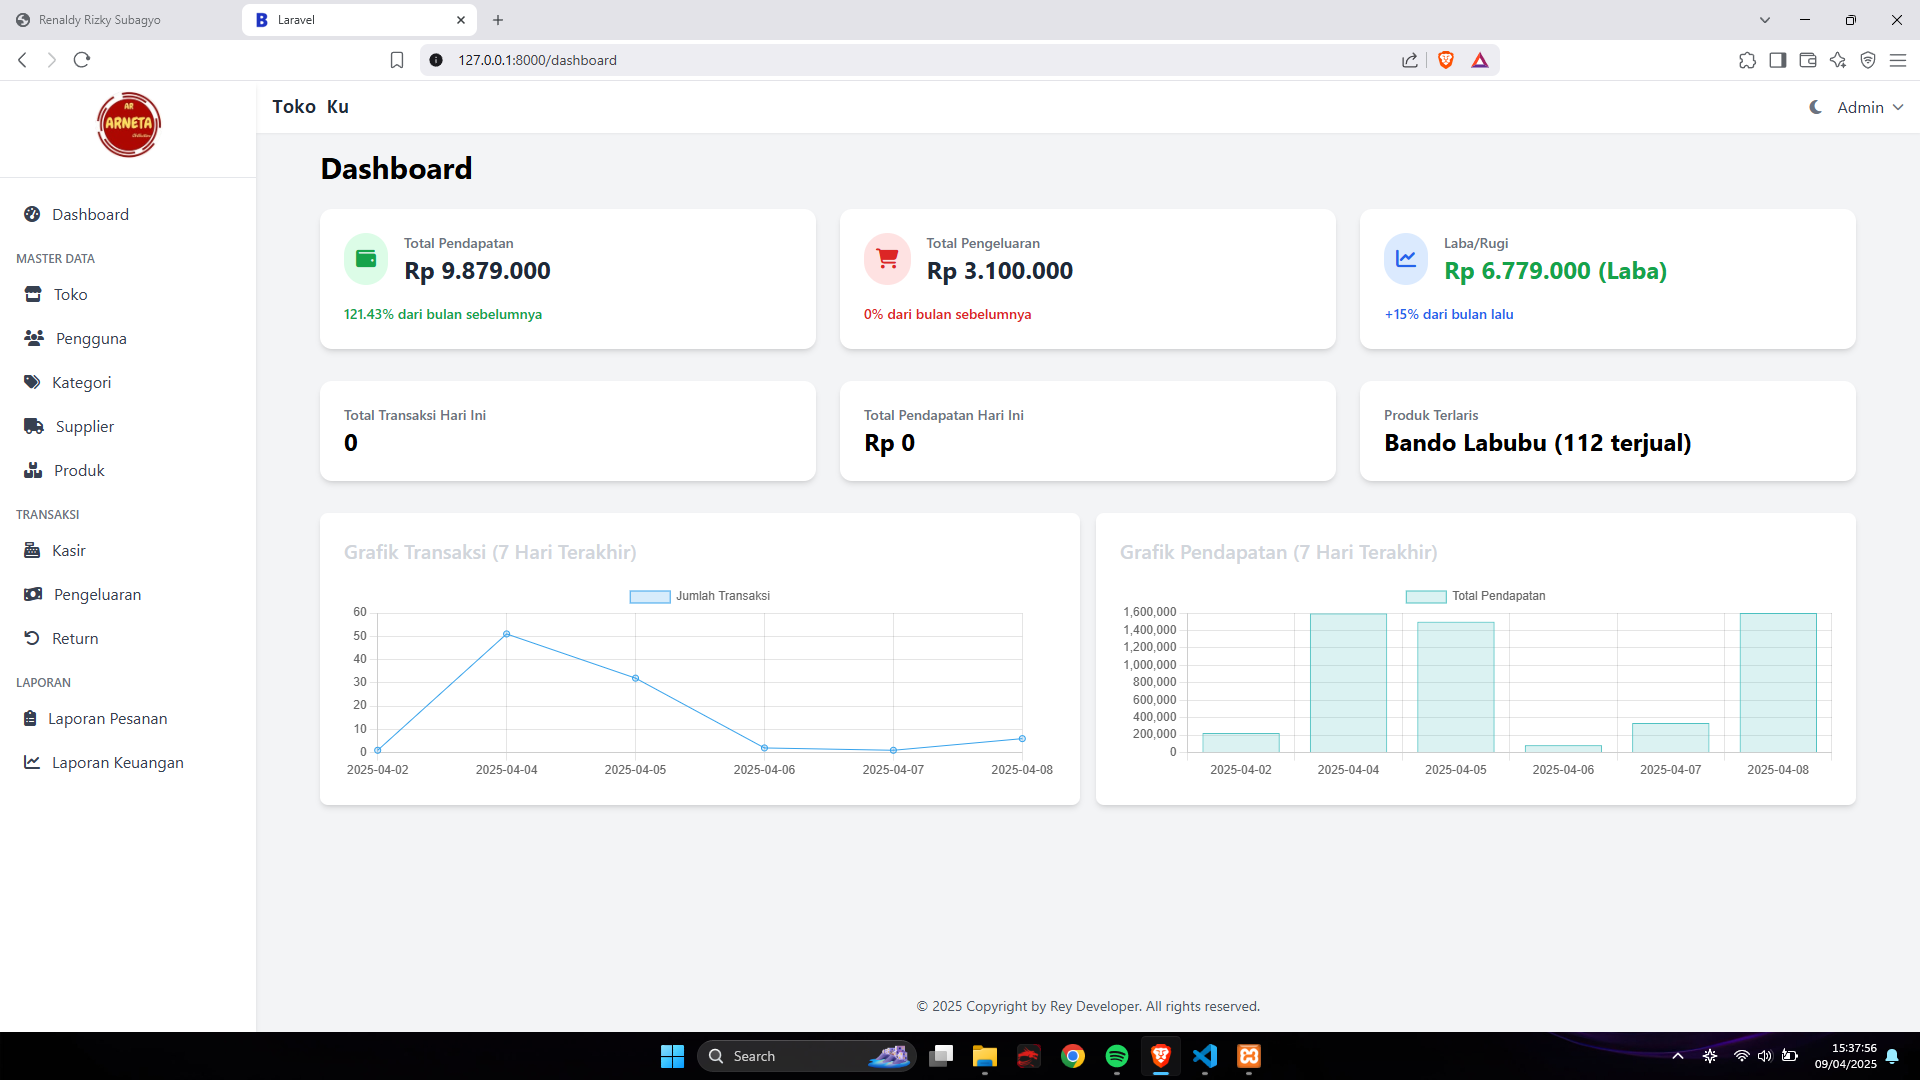 Renaldy Rizky Subagyo
Laravel
127.0.0.1:8000/dashboard
AR
ARNETA
Toko Ku
Admin
Dashboard
MASTER DATA
Toko
Pengguna
Kategori
Supplier
Produk
TRANSAKSI
Kasir
Pengeluaran
Return
LAPORAN
Laporan Pesanan
Laporan Keuangan
Dashboard
Total Pendapatan
Rp 9.879.000
121.43% dari bulan sebelumnya
Total Pengeluaran
Rp 3.100.000
0% dari bulan sebelumnya
Laba/Rugi
Rp 6.779.000 (Laba)
+15% dari bulan lalu
Total Transaksi Hari Ini
0
Total Pendapatan Hari Ini
Rp 0
Produk Terlaris
Bando Labubu (112 terjual)
Grafik Transaksi (7 Hari Terakhir)
Jumlah Transaksi
60
50
40
30
20
10
0
2025-04-02 2025-04-04 2025-04-05 2025-04-06 2025-04-07 2025-04-08
Grafik Pendapatan (7 Hari Terakhir)
Total Pendapatan
1,600,000
1,400,000
1,200,000
1,000,000
800,000
600,000
400,000
200,000
0
2025-04-02 2025-04-04 2025-04-05 2025-04-06 2025-04-07 2025-04-08
© 2025 Copyright by Rey Developer. All rights reserved.
Search
15:37:56
09/04/2025